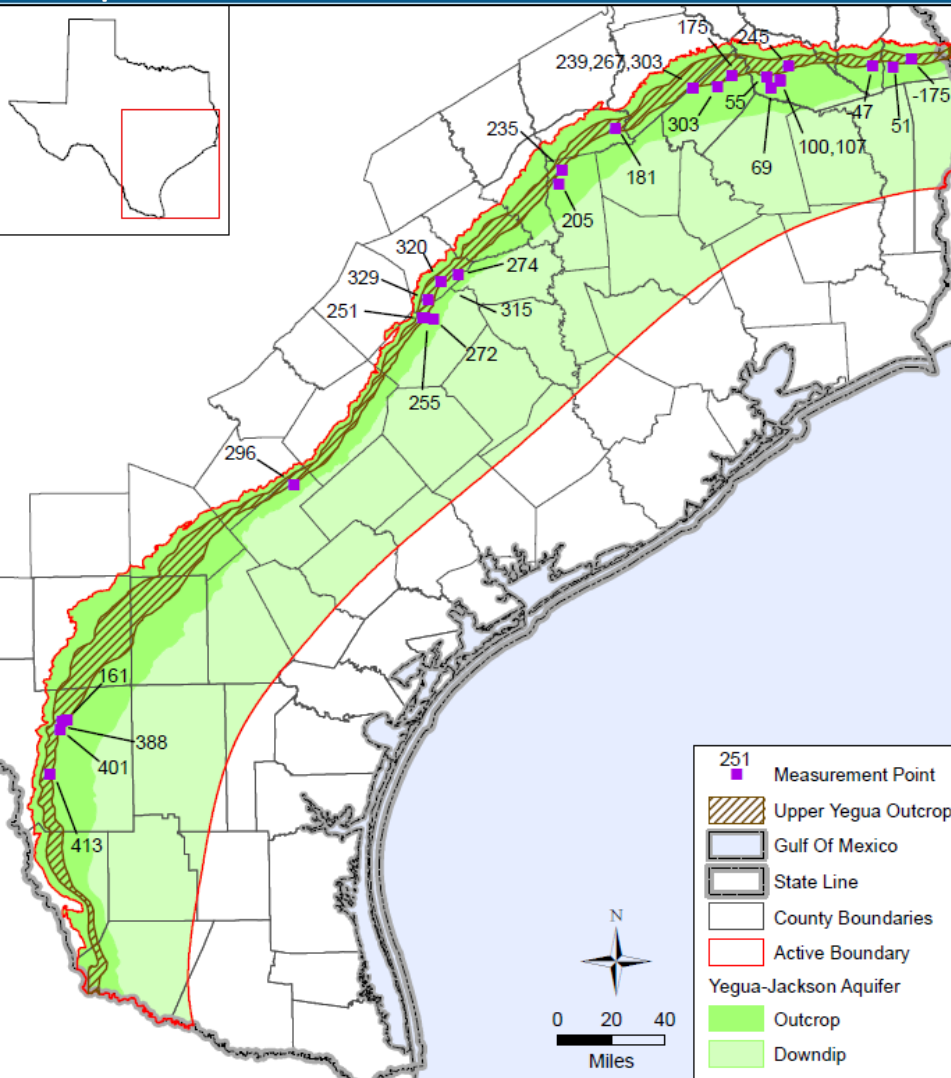 175
245
239,267,303
55
303
47
51
-175
100,107
69
235
181
205
320
274
329
315
251
272
255
296
161
388
401
413
N
0 20 40
Miles
251
Measurement Point
Upper Yegua Outcrop
Gulf Of Mexico
State Line
County Boundaries
Active Boundary
Yegua-Jackson Aquifer
Outcrop
Downdip